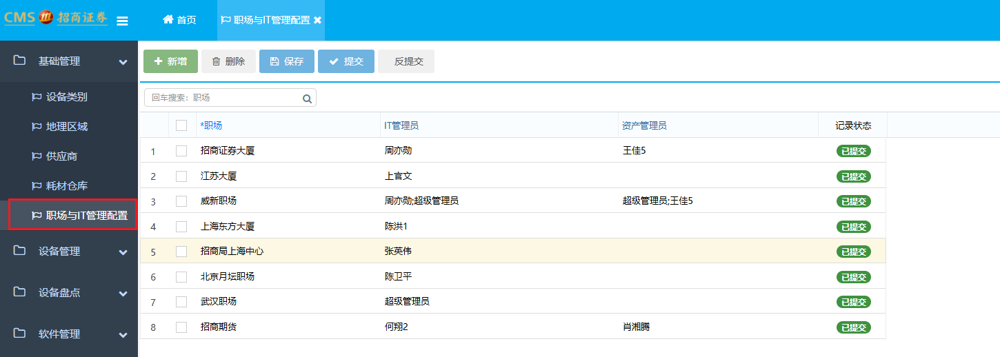 CMS 招商证券
首页
职场与IT管理配置
基础管理
设备类别
地理区域
供应商
耗材仓库
职场与IT管理配置
设备管理
设备盘点
软件管理
新增 删除 保存 提交 反提交
回车搜索：职场
*职场 IT管理员 资产管理员 记录状态
1 招商证券大厦 周亦勋 王佳5 已提交
2 江苏大厦 上官文 已提交
3 威新职场 周亦勋;超级管理员 超级管理员;王佳5 已提交
4 上海东方大厦 陈洪1 已提交
5 招商局上海中心 张英伟 已提交
6 北京月坛职场 陈卫平 已提交
7 武汉职场 超级管理员 已提交
8 招商期货 何翔2 肖湘腾 已提交